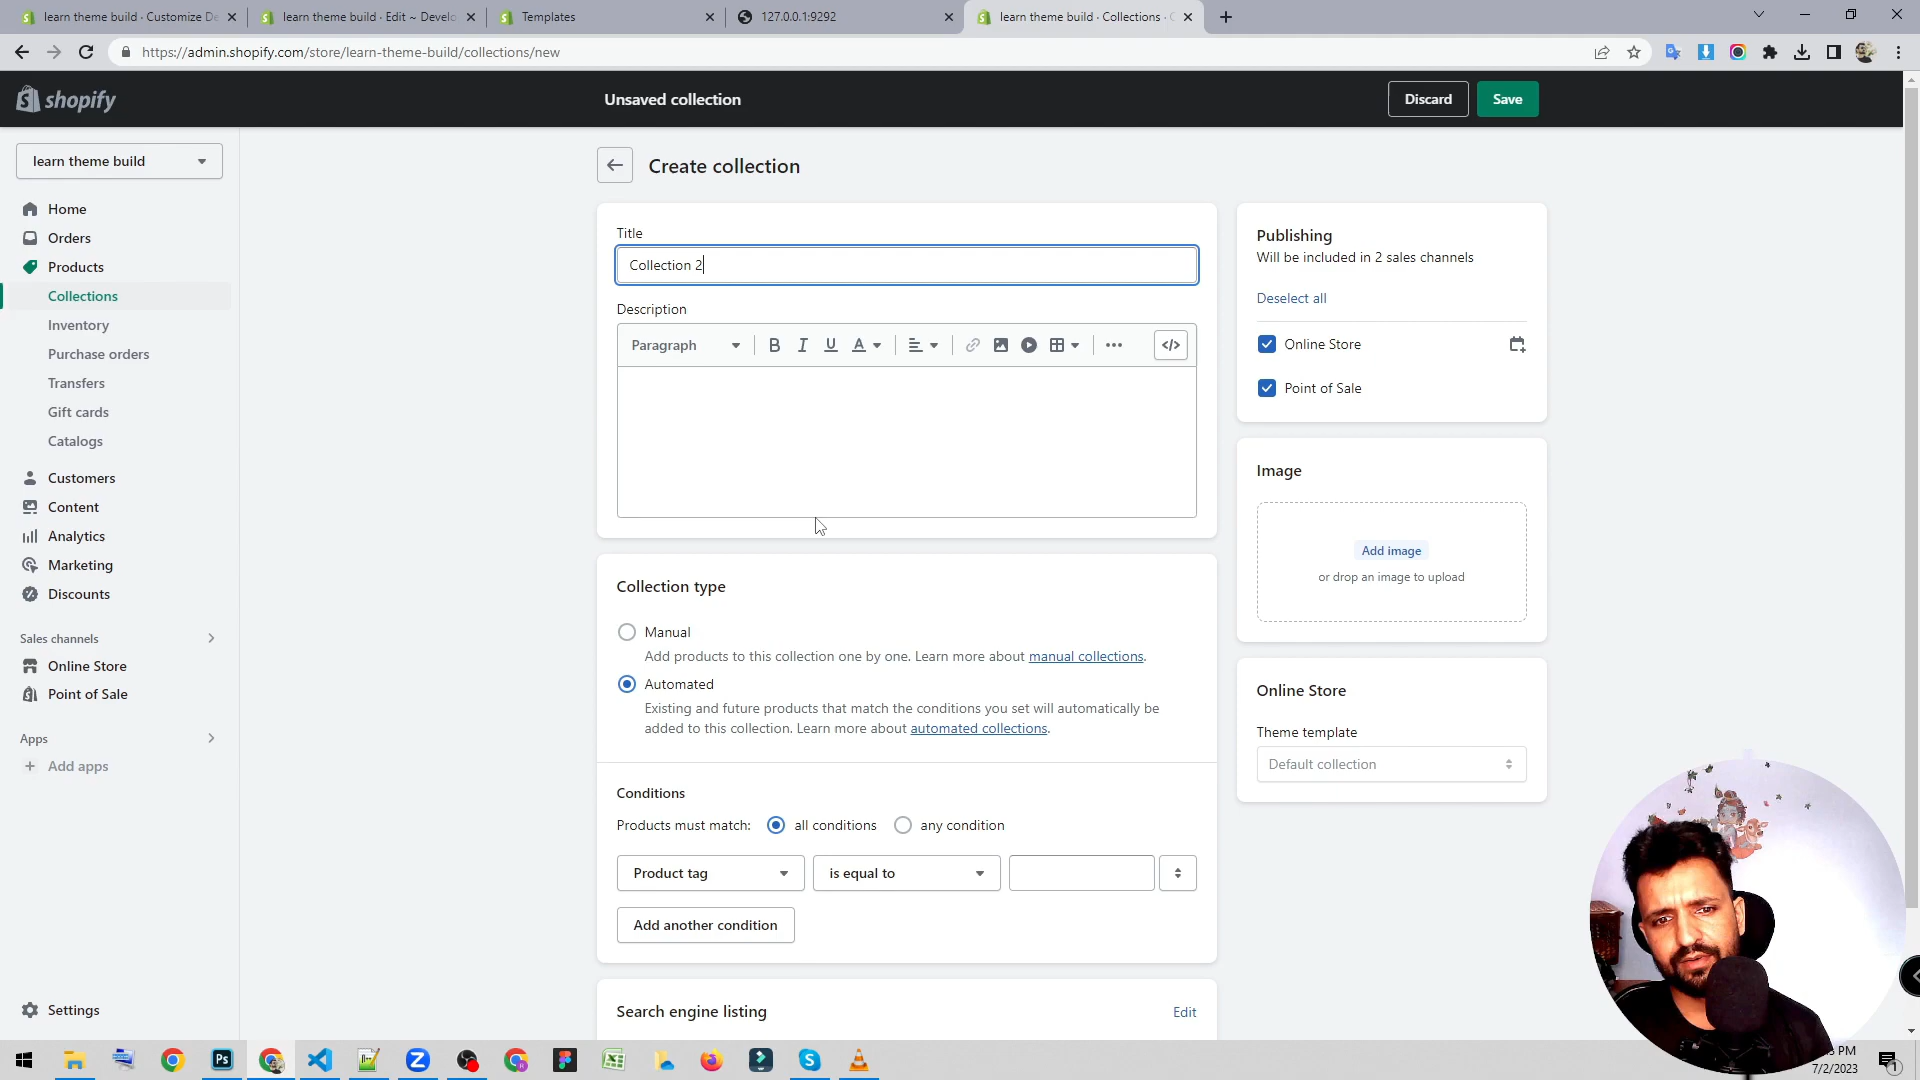 learn theme build · Customize De
learn theme build · Edit ~ Develo
Templates
127.0.0.1:9292
learn theme build · Collections ·
https://admin.shopify.com/store/learn-theme-build/collections/new
shopify
Unsaved collection
Discard
Save
learn theme build
Home
Orders
Products
Collections
Inventory
Purchase orders
Transfers
Gift cards
Catalogs
Customers
Content
Analytics
Marketing
Discounts
Sales channels
Online Store
Point of Sale
Apps
Add apps
Settings
Create collection
Title
Collection 2
Description
Paragraph
B I U A
Collection type
Manual
Add products to this collection one by one. Learn more about manual collections.
Automated
Existing and future products that match the conditions you set will automatically be
added to this collection. Learn more about automated collections.
Conditions
Products must match: all conditions any condition
Product tag
is equal to
Add another condition
Search engine listing
Edit
Publishing
Will be included in 2 sales channels
Deselect all
Online Store
Point of Sale
Image
Add image
or drop an image to upload
Online Store
Theme template
Default collection
Ps
PM
7/2/2023
1